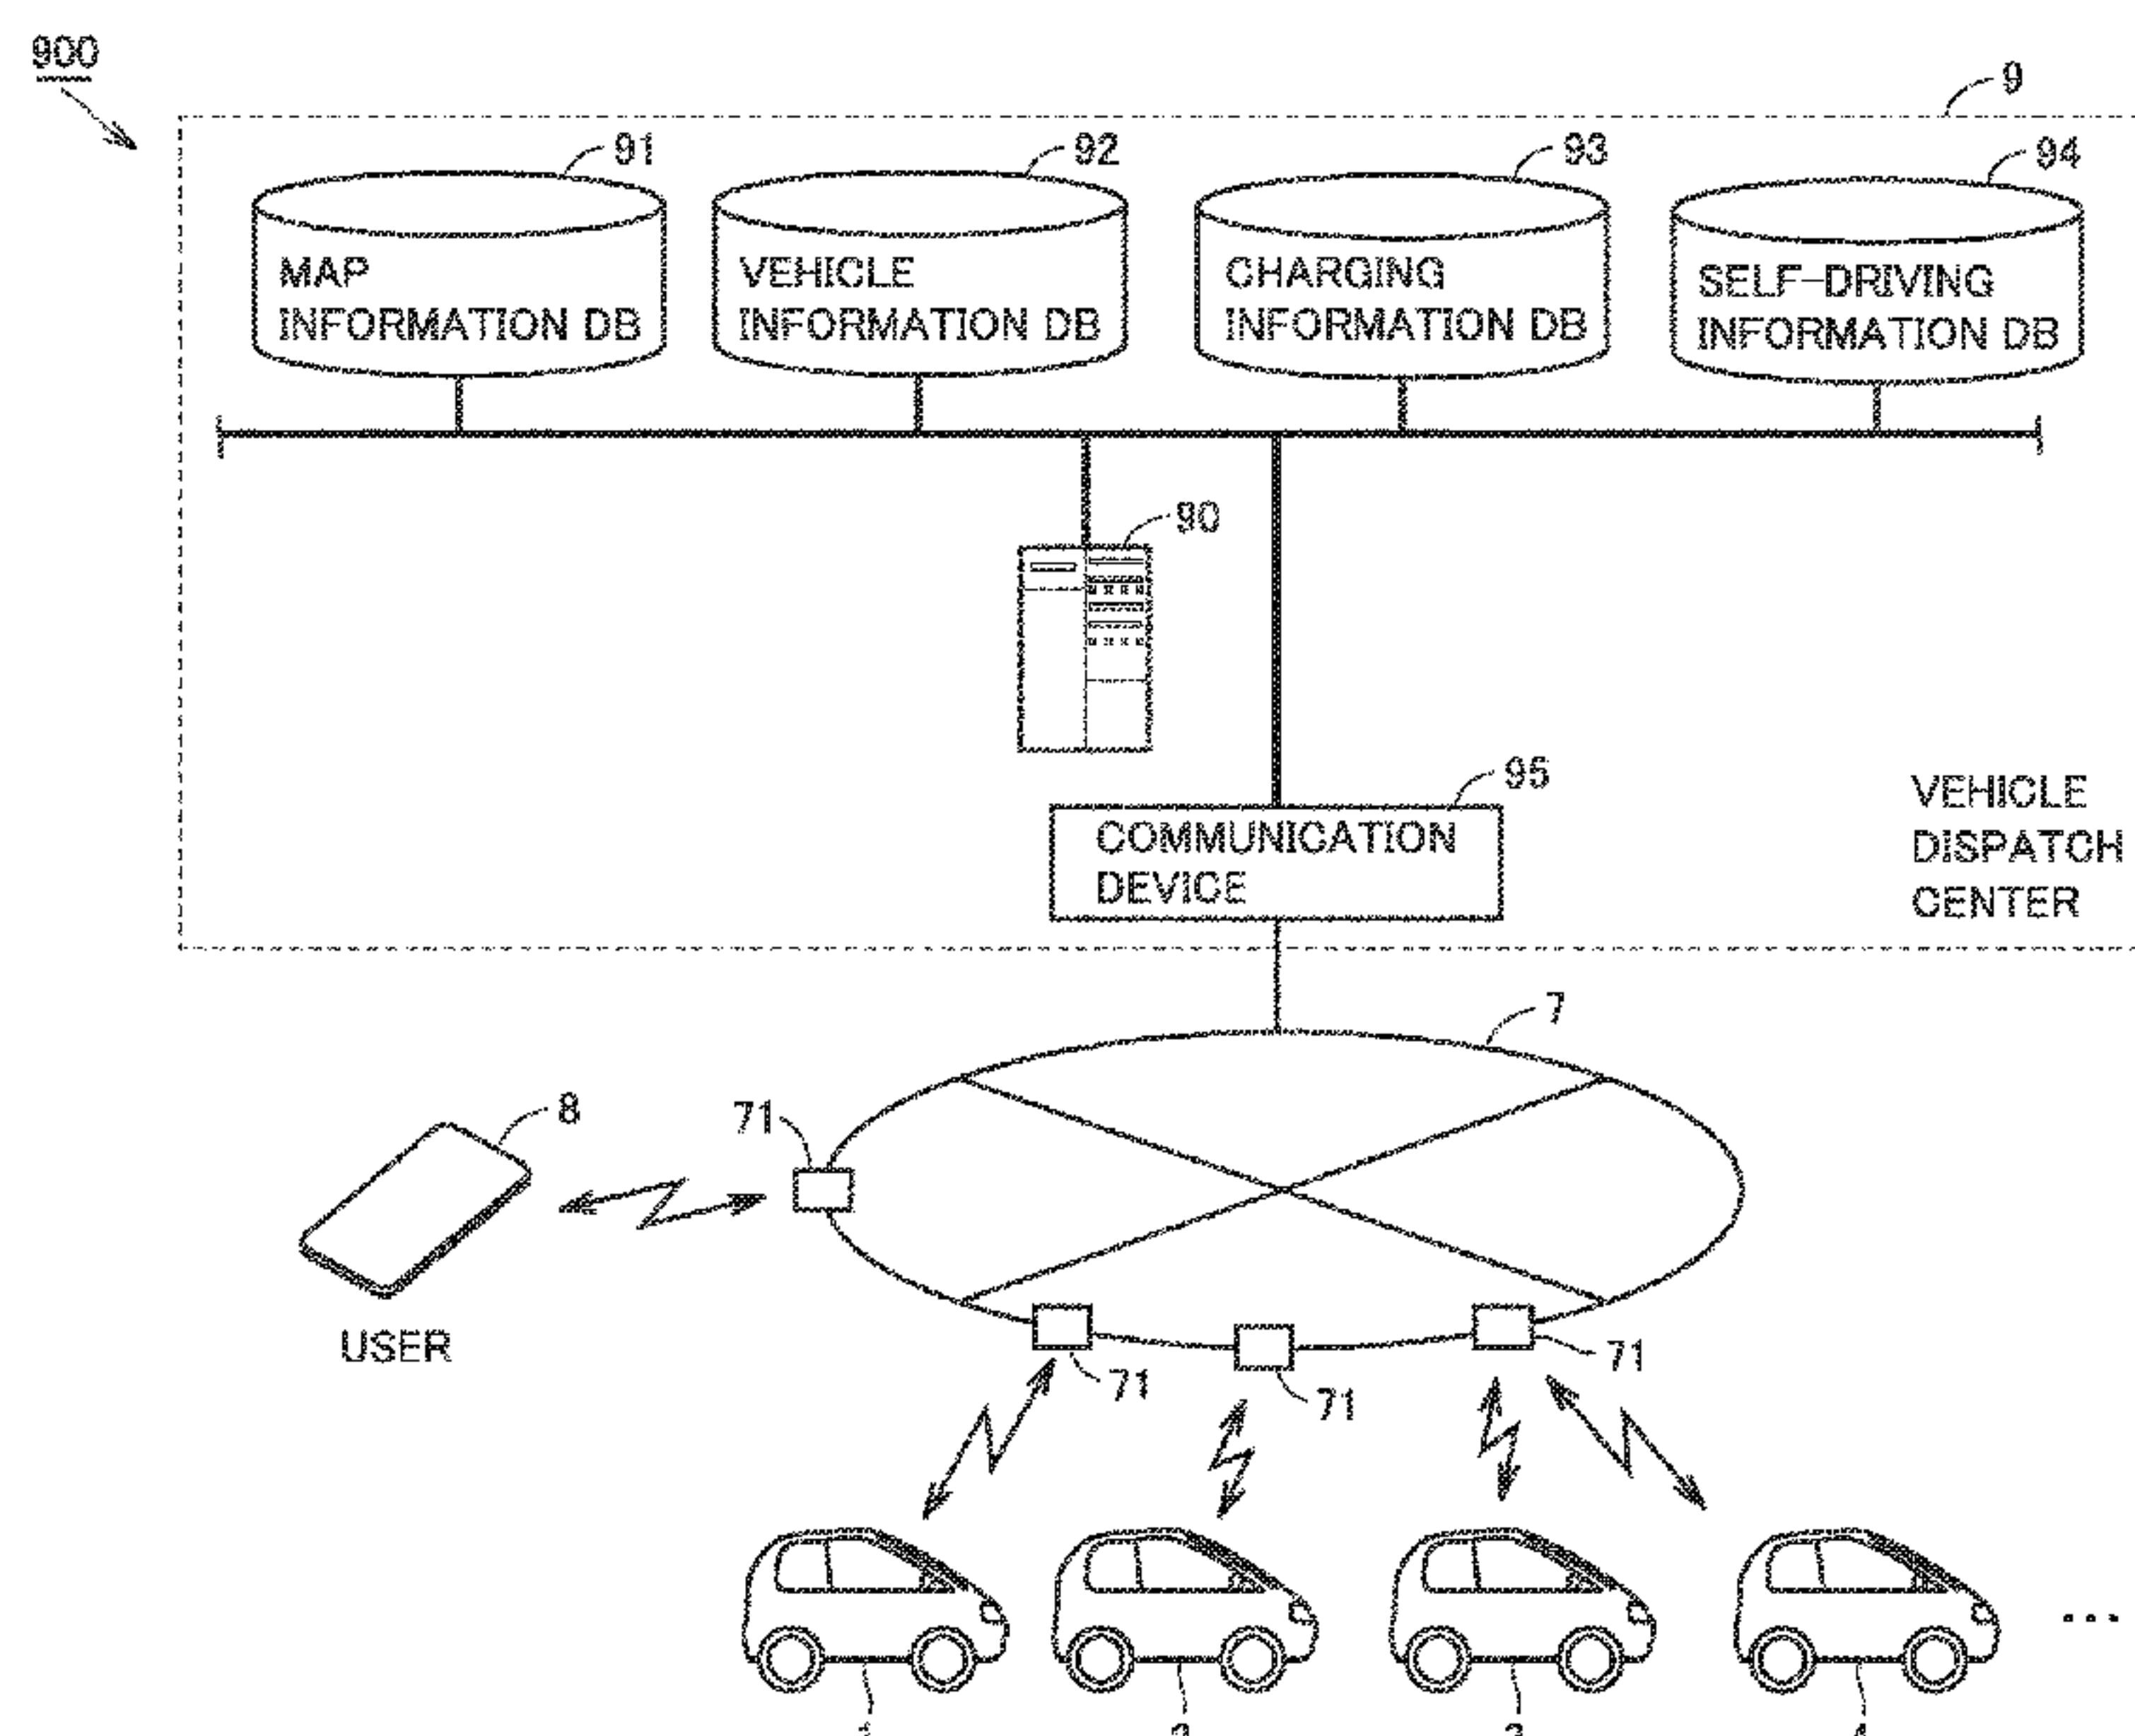 900
9
91
92
93
94
MAP
INFORMATION DB
VEHICLE
INFORMATION DB
CHARGING
INFORMATION DB
SELF-DRIVING
INFORMATION DB
90
95
COMMUNICATION
DEVICE
VEHICLE
DISPATCH
CENTER
7
8
71
USER
71
71
71
...